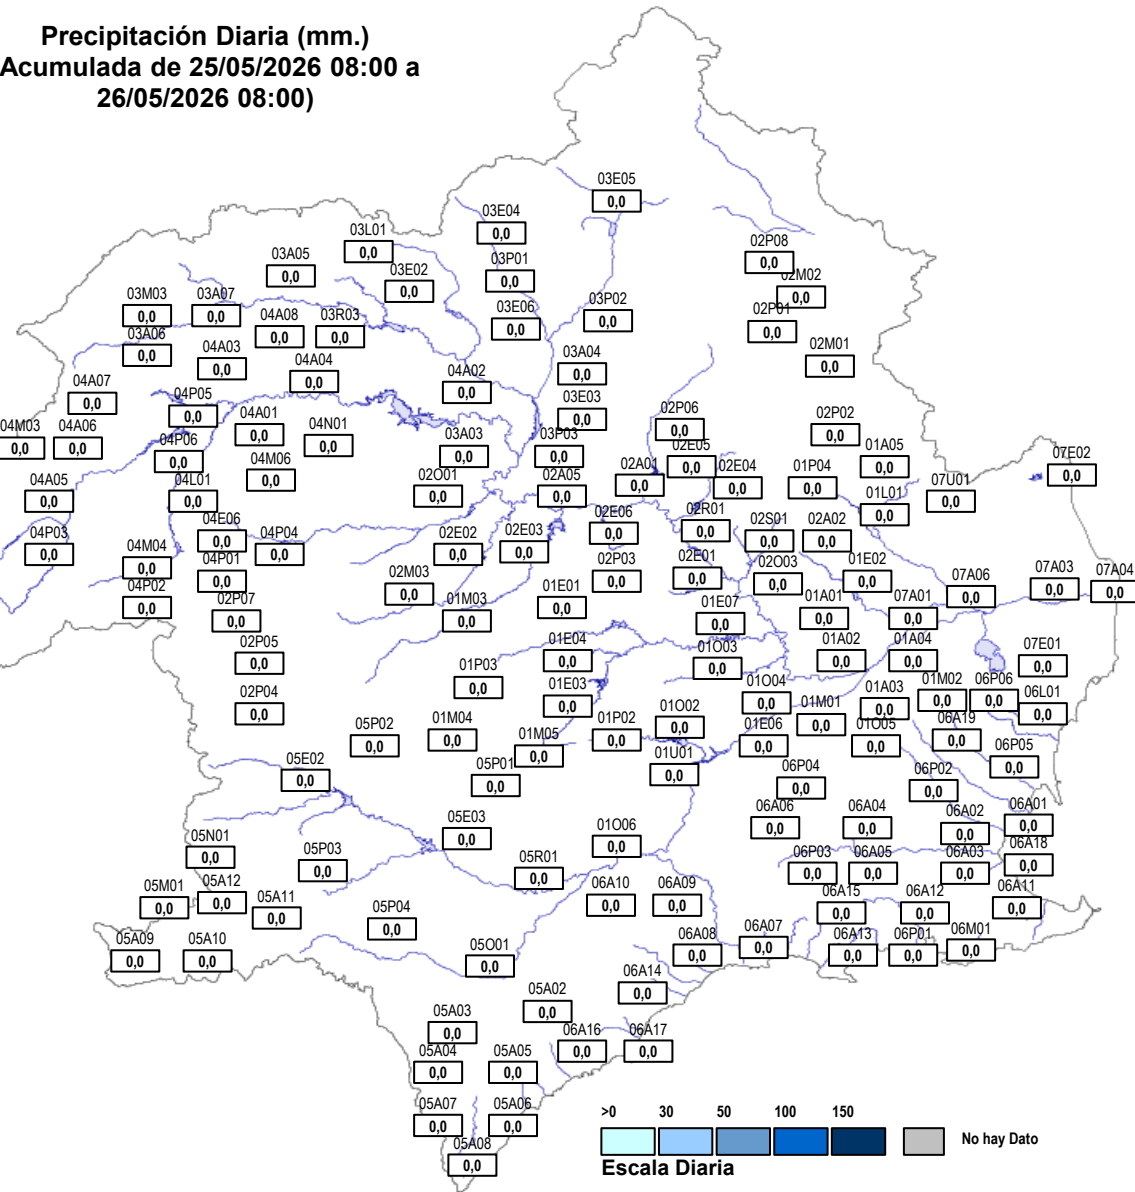 Precipitación Diaria (mm.)
Acumulada de 25/05/2026 08:00 a
26/05/2026 08:00)
03E05
0,0
03E04
0,0
03L01
0,0
02P08
0,0
03A05
0,0
03P01
0,0
03E02
0,0
02M02
0,0
03M03
0,0
03A07
0,0
03P02
0,0
04A08
0,0
03R03
0,0
03E06
0,0
02P01
0,0
03A06
0,0
04A03
0,0
02M01
0,0
04A04
0,0
03A04
0,0
04A02
0,0
04A07
0,0
04P05
0,0
03E03
0,0
02P06
0,0
02P02
0,0
04M03
0,0
04A06
0,0
04A01
0,0
04N01
0,0
03A03
0,0
03P03
0,0
04P06
0,0
02E05
0,0
01A05
0,0
07E02
0,0
04M06
0,0
02A01
0,0
02E04
0,0
01P04
0,0
04A05
0,0
04L01
0,0
02O01
0,0
02A05
0,0
07U01
0,0
01L01
0,0
04E06
0,0
02E06
0,0
02R01
0,0
02S01
0,0
02A02
0,0
04P03
0,0
04P04
0,0
02E02
0,0
02E03
0,0
04M04
0,0
04P01
0,0
02P03
0,0
02E01
0,0
02O03
0,0
01E02
0,0
02M03
0,0
07A06
0,0
07A03
0,0
07A04
0,0
04P02
0,0
02P07
0,0
01M03
0,0
01E01
0,0
01E07
0,0
01A01
0,0
07A01
0,0
02P05
0,0
01E04
0,0
01O03
0,0
01A02
0,0
01A04
0,0
07E01
0,0
01P03
0,0
02P04
0,0
01E03
0,0
01O04
0,0
01A03
0,0
01M02
0,0
06P06
0,0
06L01
0,0
05P02
0,0
01M04
0,0
01P02
0,0
01O02
0,0
01M01
0,0
01M05
0,0
01E06
0,0
01O05
0,0
06A19
0,0
05E02
0,0
05P01
0,0
01U01
0,0
06P04
0,0
06P02
0,0
06P05
0,0
05N01
0,0
05E03
0,0
01O06
0,0
06A06
0,0
06A04
0,0
06A02
0,0
06A01
0,0
05P03
0,0
05R01
0,0
06P03
0,0
06A05
0,0
06A03
0,0
06A18
0,0
05M01
0,0
05A12
0,0
05A11
0,0
06A10
0,0
06A09
0,0
06A15
0,0
06A12
0,0
06A11
0,0
05P04
0,0
05A09
0,0
05A10
0,0
05O01
0,0
06A08
0,0
06A07
0,0
06A13
0,0
06P01
0,0
06M01
0,0
06A14
0,0
05A02
0,0
05A03
0,0
06A16
0,0
06A17
0,0
05A04
0,0
05A05
0,0
05A07
0,0
05A06
0,0
05A08
0,0
>0 30 50 100 150
No hay Dato
Escala Diaria